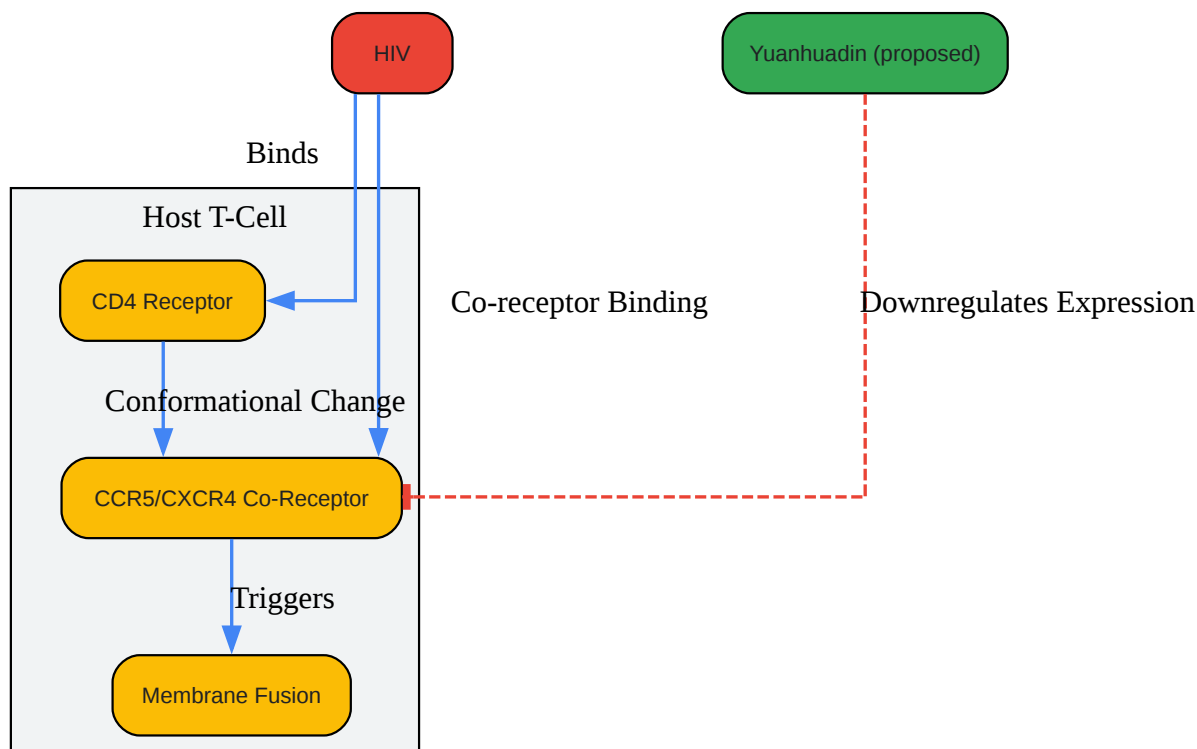 HIV
Yuanhuadin (proposed)
Binds
Host T-Cell
CD4 Receptor
Co-receptor Binding
Downregulates Expression
Conformational Change
CCR5/CXCR4 Co-Receptor
Triggers
Membrane Fusion